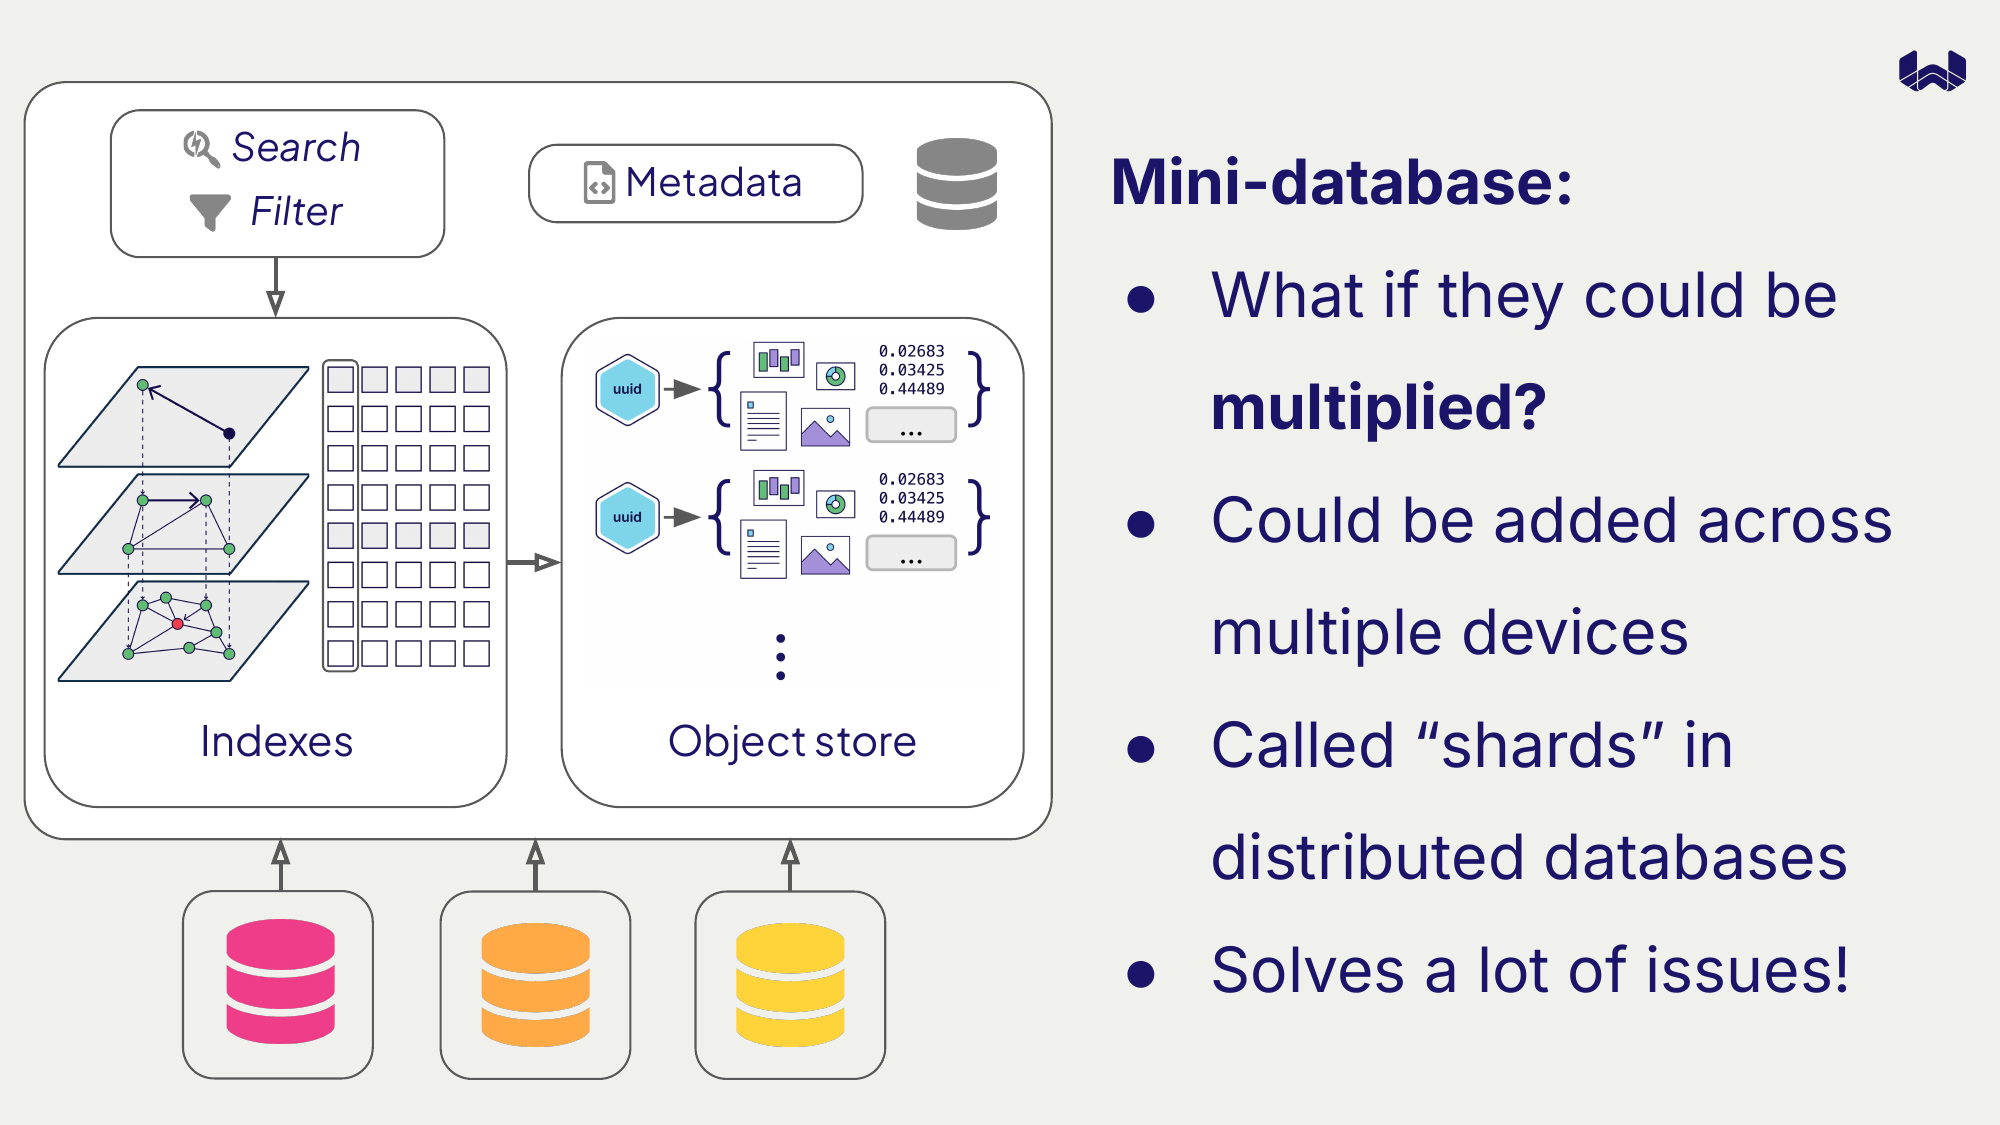 Search
Filter
Metadata
uuid
0.02683
0.03425
0.44489
...
uuid
0.02683
0.03425
0.44489
...
Indexes
Object store
Mini-database:
● What if they could be
multiplied?
● Could be added across
multiple devices
● Called “shards” in
distributed databases
● Solves a lot of issues!